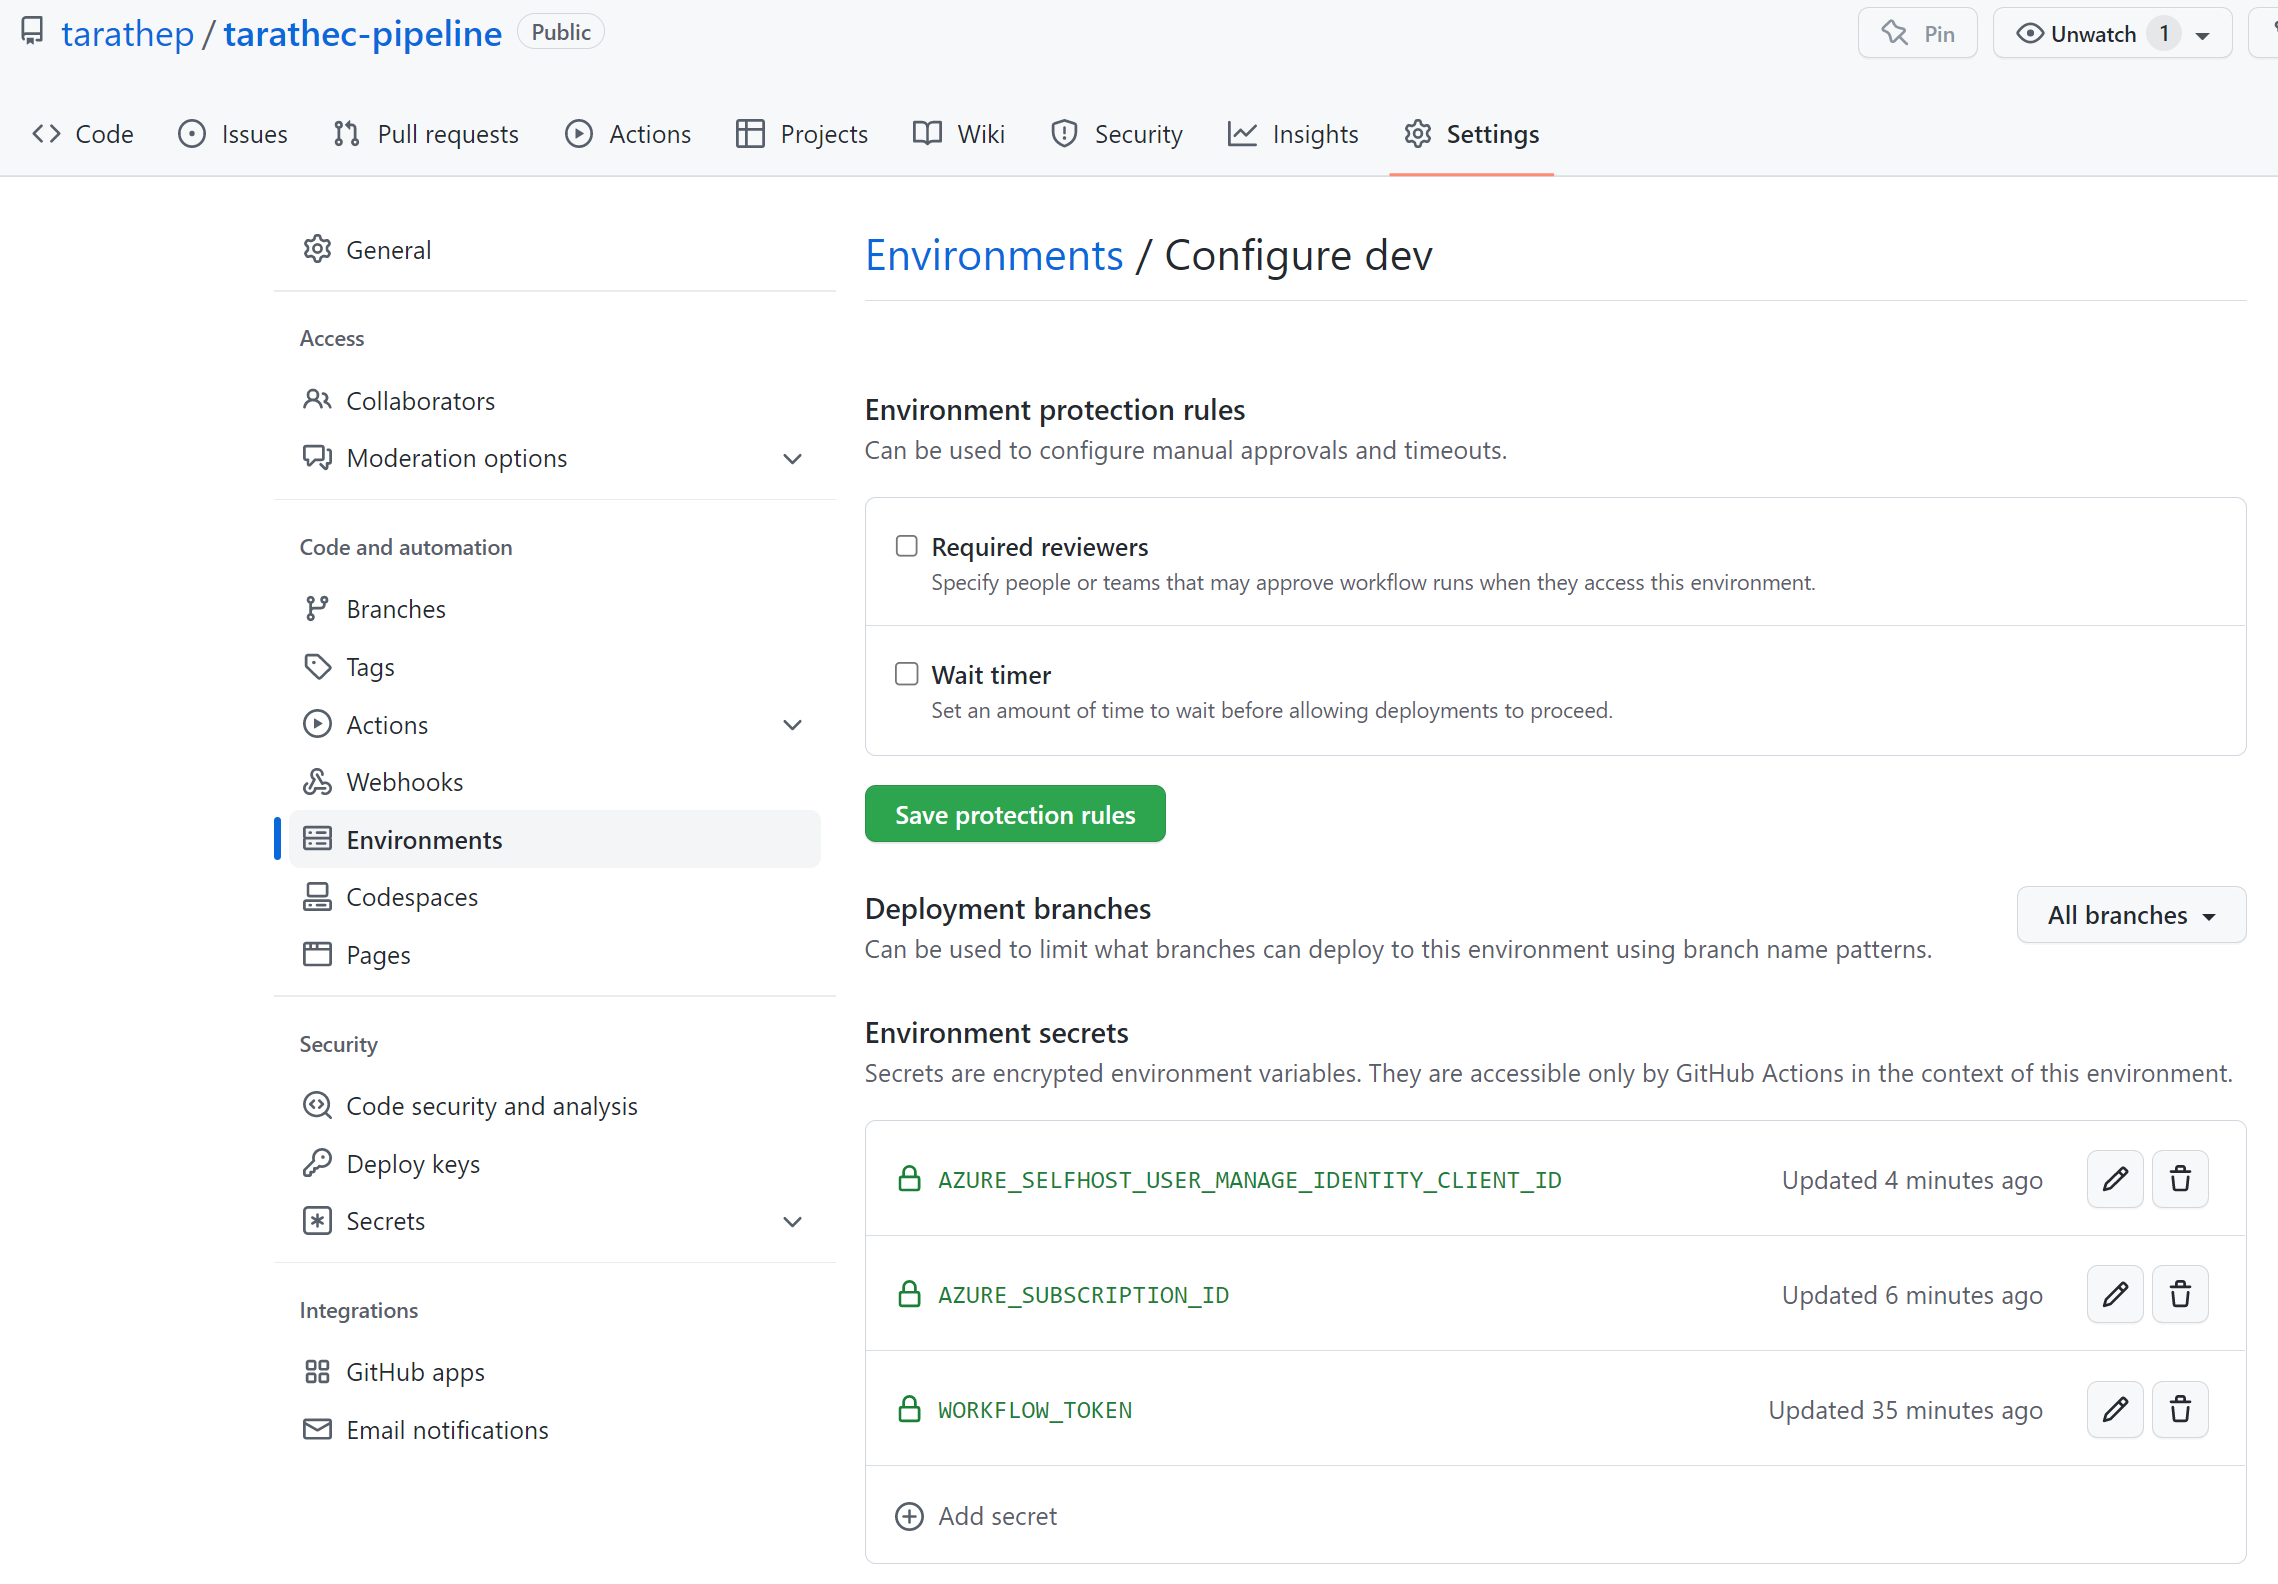 tarathep / tarathec-pipeline Public
Pin
Unwatch 1
Code
Issues
Pull requests
Actions
Projects
Wiki
Security
Insights
Settings
General
Access
Collaborators
Moderation options
Code and automation
Branches
Tags
Actions
Webhooks
Environments
Codespaces
Pages
Security
Code security and analysis
Deploy keys
Secrets
Integrations
GitHub apps
Email notifications
Environments / Configure dev
Environment protection rules
Can be used to configure manual approvals and timeouts.
Required reviewers
Specify people or teams that may approve workflow runs when they access this environment.
Wait timer
Set an amount of time to wait before allowing deployments to proceed.
Save protection rules
Deployment branches
Can be used to limit what branches can deploy to this environment using branch name patterns.
All branches
Environment secrets
Secrets are encrypted environment variables. They are accessible only by GitHub Actions in the context of this environment.
AZURE_SELFHOST_USER_MANAGE_IDENTITY_CLIENT_ID Updated 4 minutes ago
AZURE_SUBSCRIPTION_ID Updated 6 minutes ago
WORKFLOW_TOKEN Updated 35 minutes ago
Add secret